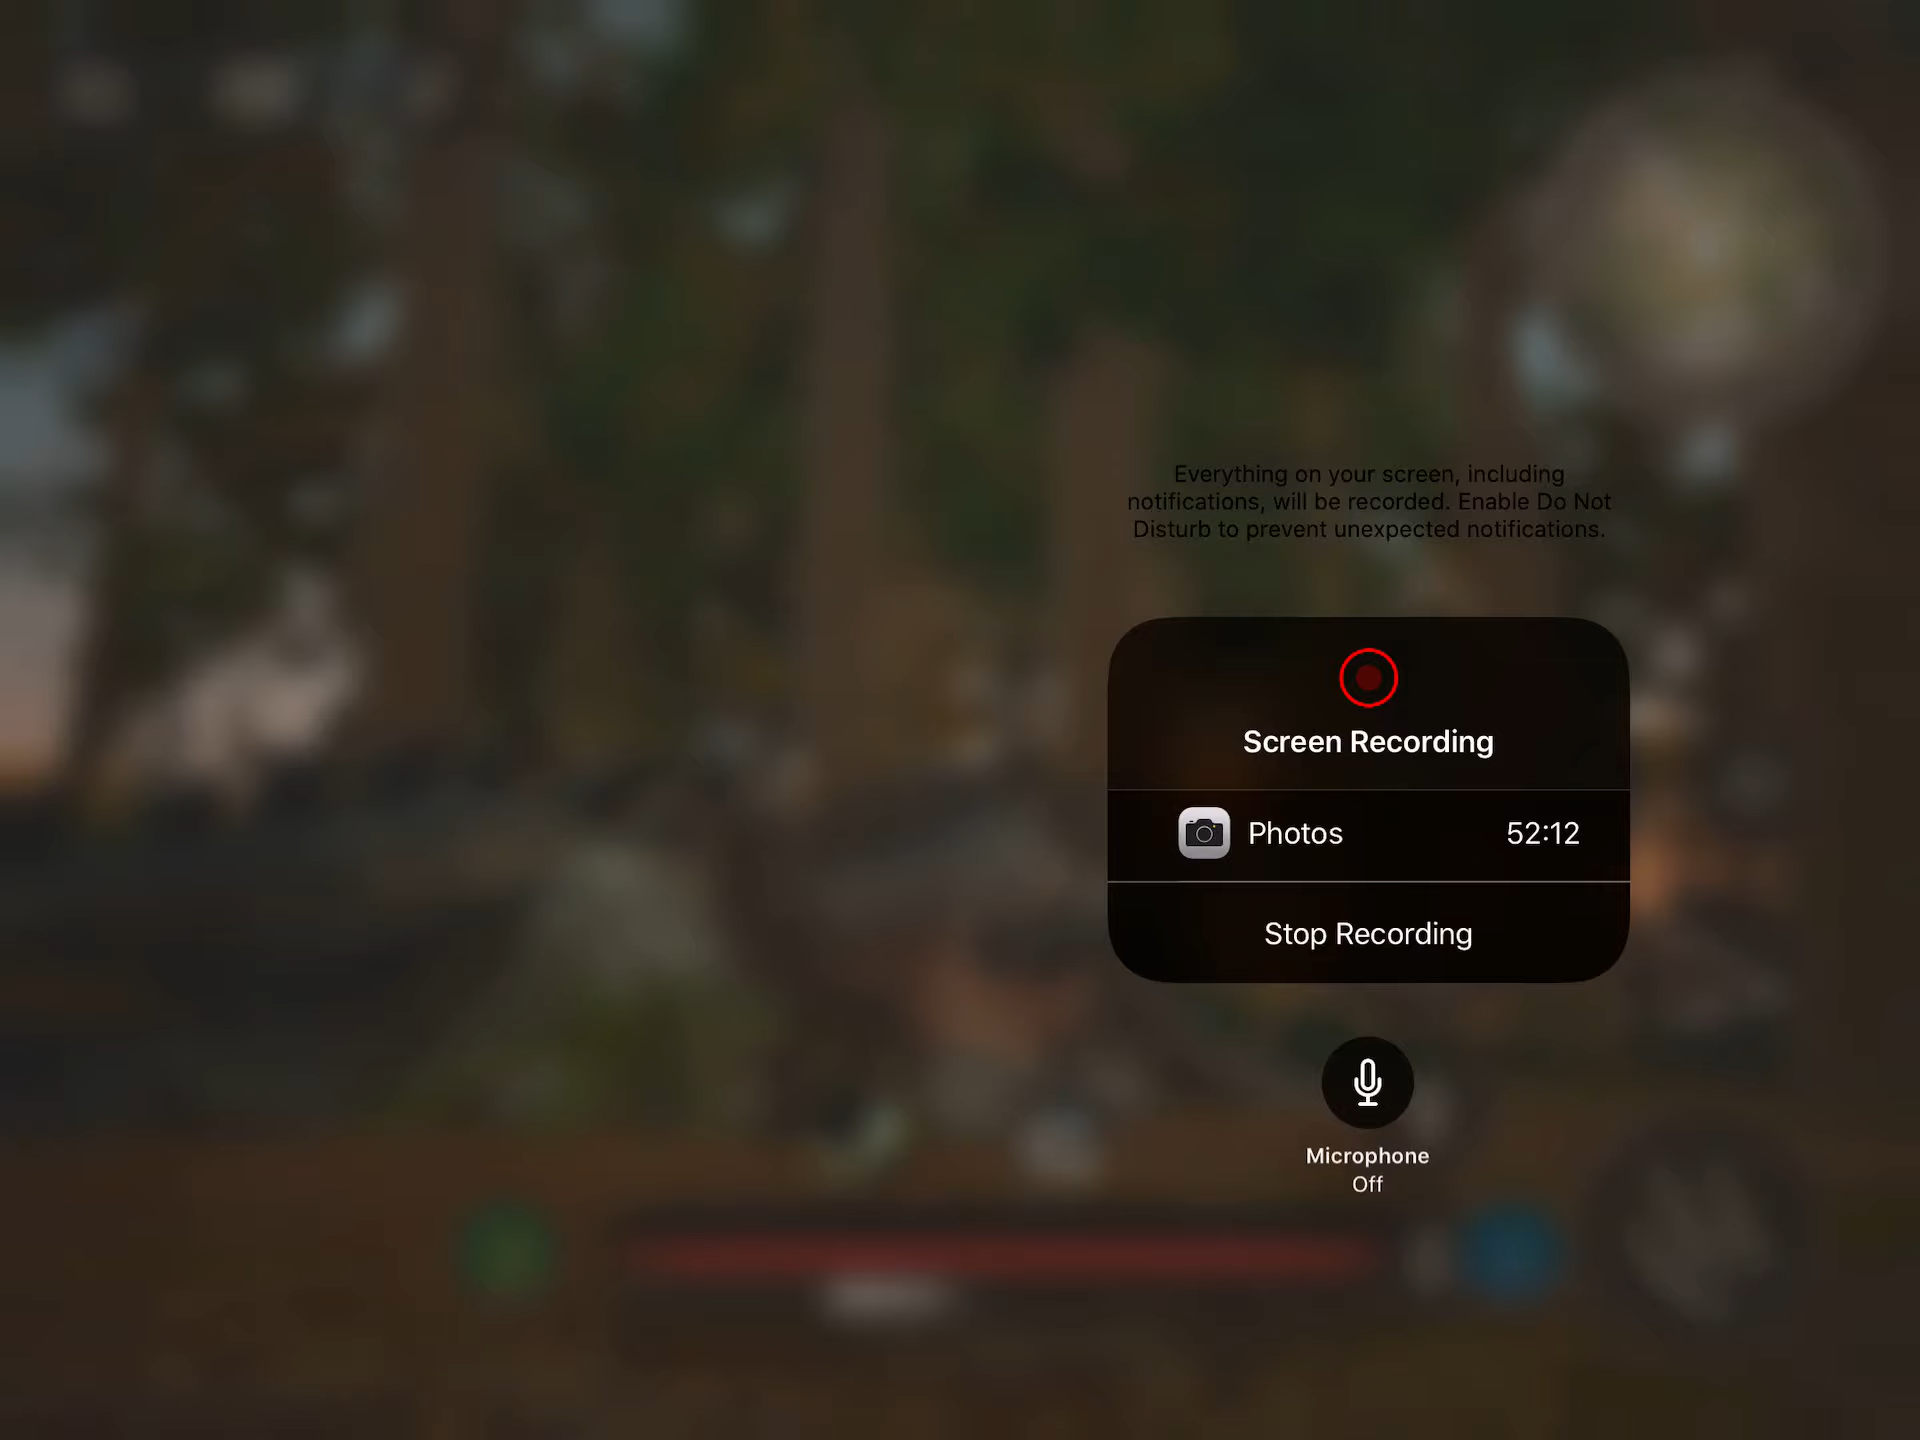 Everything on your screen, including
notifications, will be recorded. Enable Do Not
Disturb to prevent unexpected notifications.
Screen Recording
Photos 52:12
Stop Recording
Microphone
Off